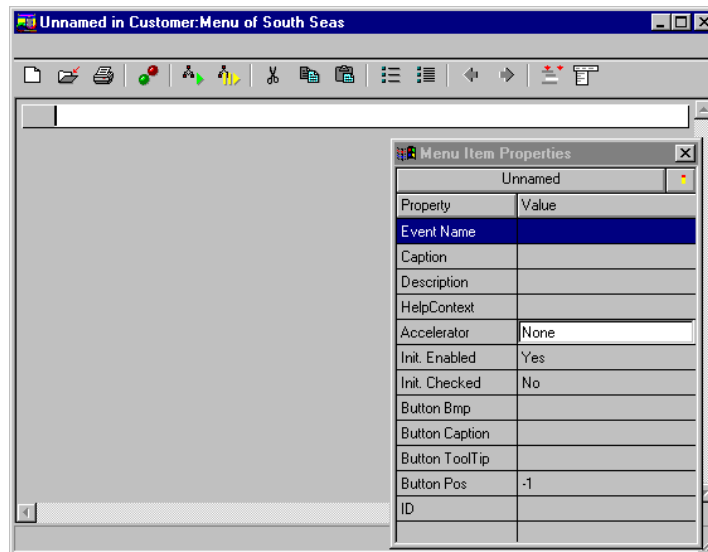 Unnamed in Customer:Menu of South Seas
Menu Item Properties
Unnamed
Property Value
Event Name
Caption
Description
HelpContext
Accelerator None
Init. Enabled Yes
Init. Checked No
Button Bmp
Button Caption
Button ToolTip
Button Pos -1
ID